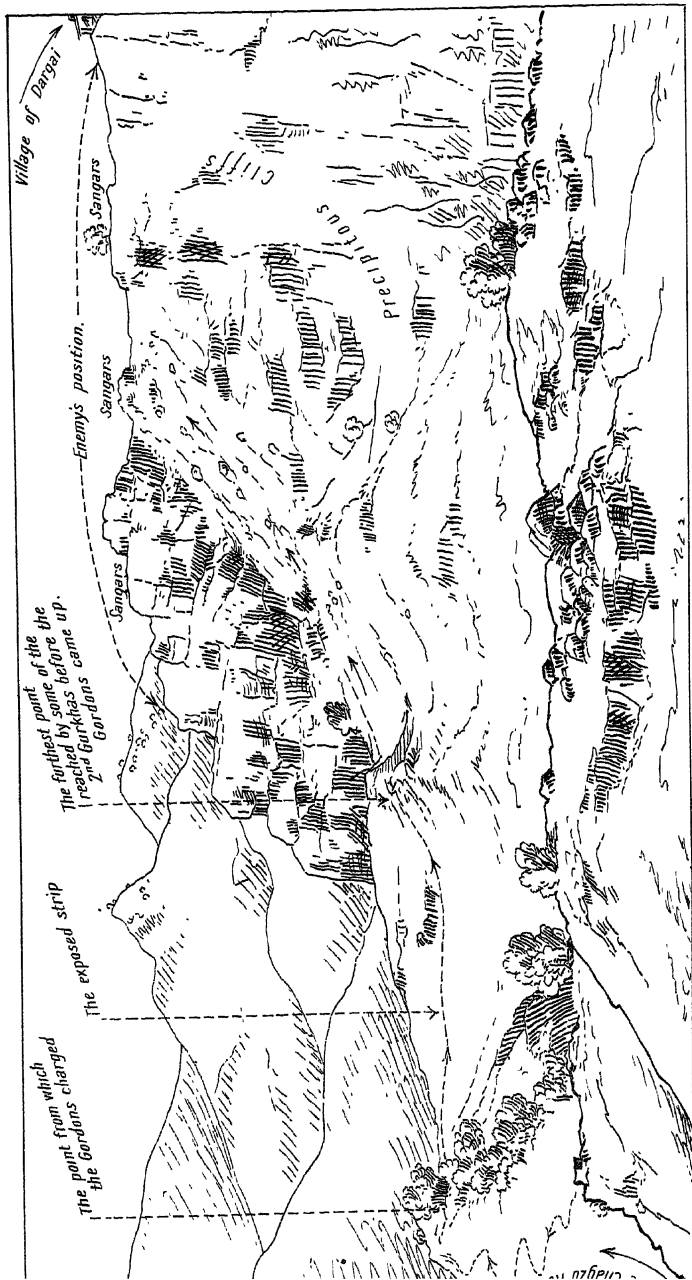 Village of Dargai
Enemy's position.
Sangars
Sangars
Sangars
Cliffs
Precipitous
The furthest point
reached by some of the
2nd Gurkhas before the
Gordons came up.
The exposed strip
The point from which
the Gordons charged